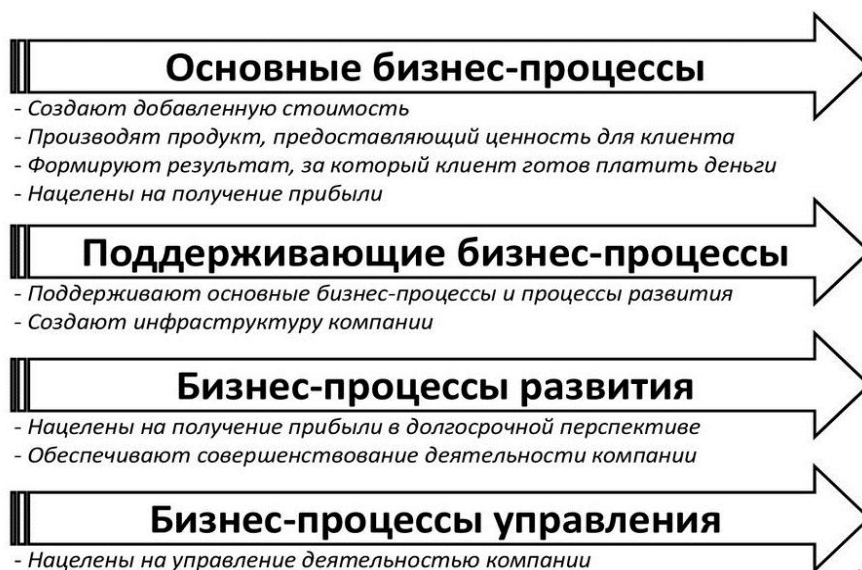 Основные бизнес-процессы
- Создают добавленную стоимость
- Производят продукт, предоставляющий ценность для клиента
- Формируют результат, за который клиент готов платить деньги
- Нацелены на получение прибыли
Поддерживающие бизнес-процессы
- Поддерживают основные бизнес-процессы и процессы развития
- Создают инфраструктуру компании
Бизнес-процессы развития
- Нацелены на получение прибыли в долгосрочной перспективе
- Обеспечивают совершенствование деятельности компании
Бизнес-процессы управления
- Нацелены на управление деятельностью компании